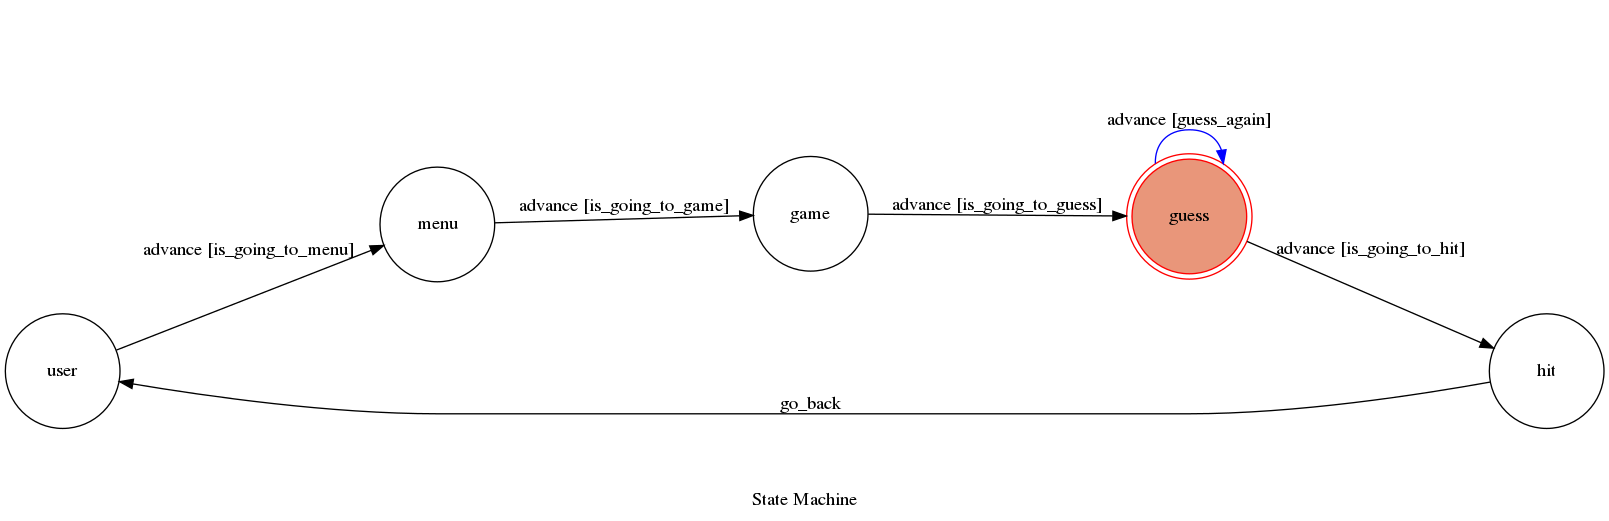 advance [guess_again]
advance [is_going_to_menu]
menu
advance [is_going_to_game]
game
advance [is_going_to_guess]
guess
advance [is_going_to_hit]
user
go_back
hit
State Machine